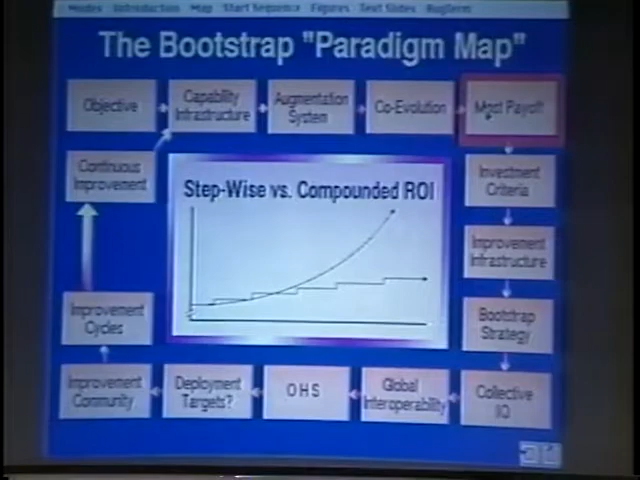 Modes Introduction Map Start Sequence Figures Text Slides
The Bootstrap "Paradigm Map"
Objective
Capability
Infrastructure
Augmentation
System
Co-Evolution
Most Payoff
Continuous
Improvement
Step-Wise vs. Compounded ROI
Investment
Criteria
Improvement
Infrastructure
Bootstrap
Strategy
Improvement
Cycles
Improvement
Community
Deployment
Targets?
OHS
Global
Interoperability
Collective
IQ